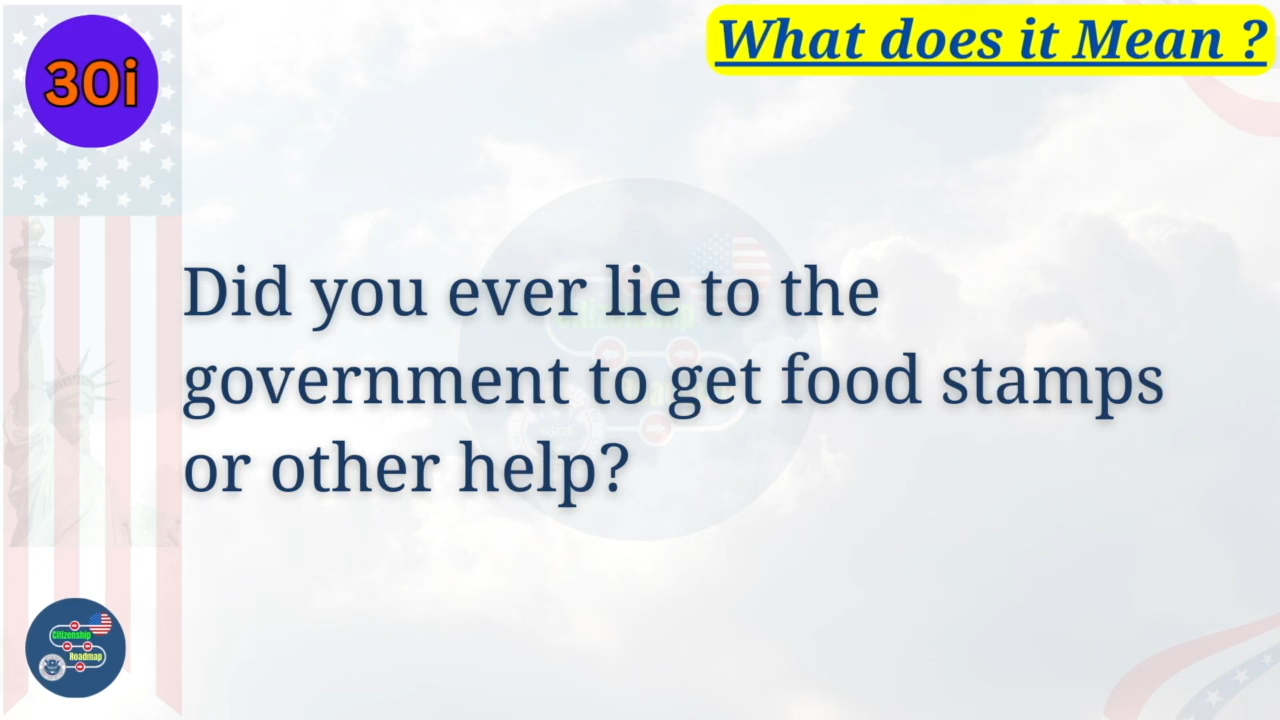 30i
What does it Mean ?
Did you ever lie to the
government to get food stamps
or other help?
Citizenship
Roadmap